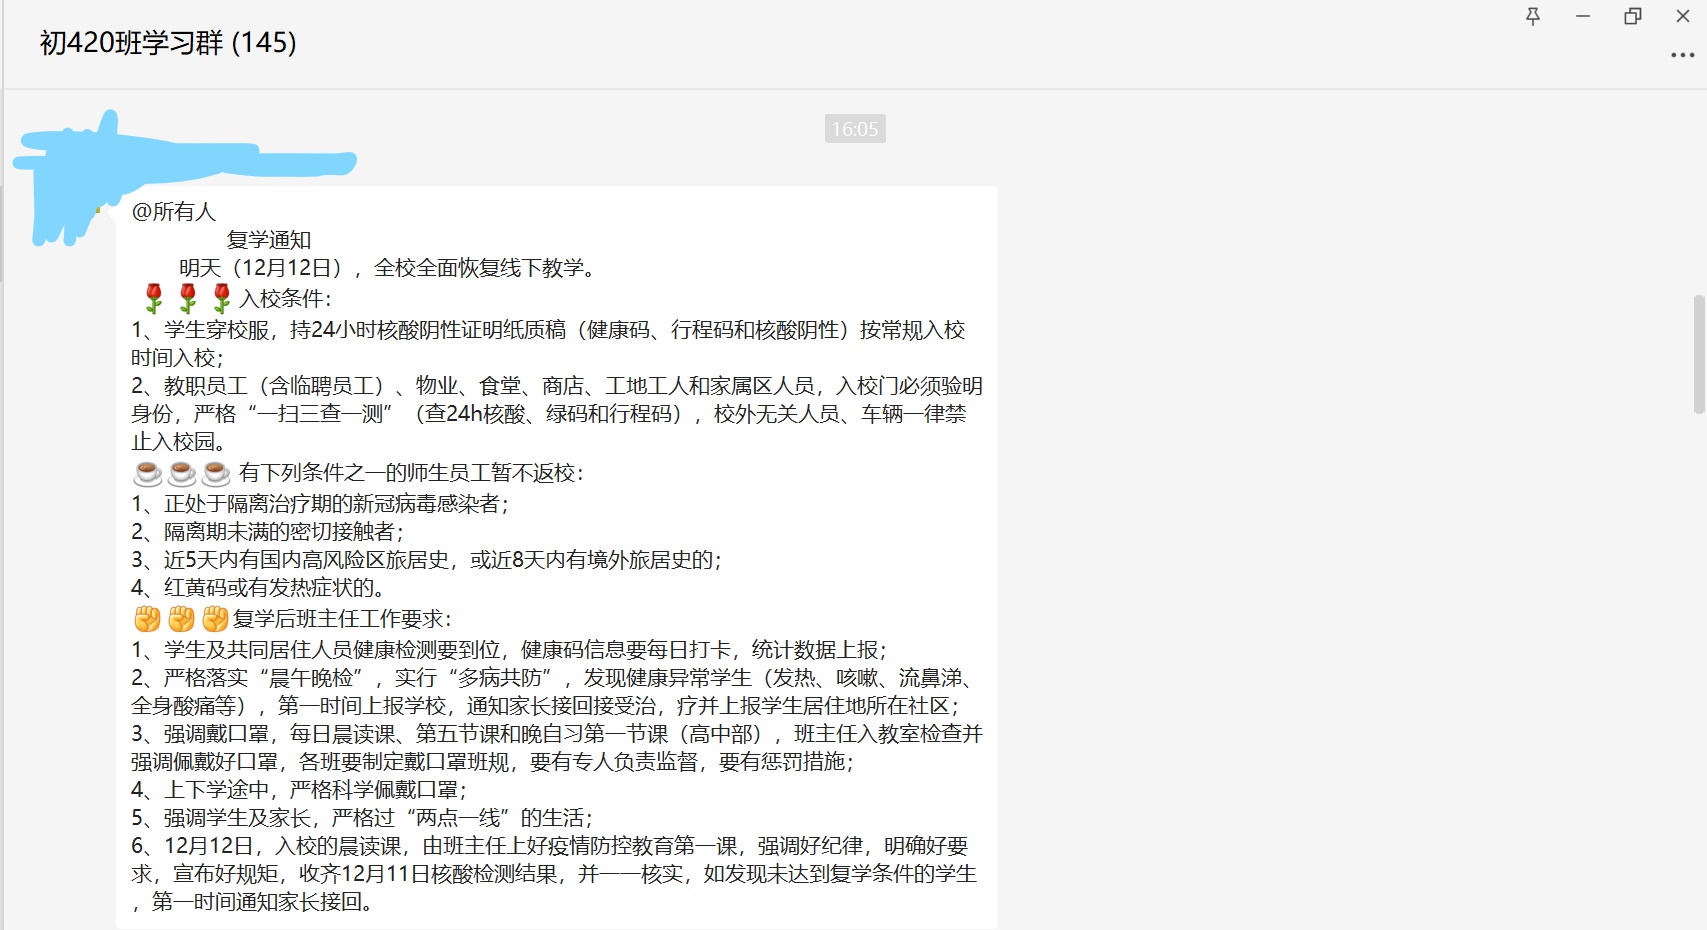 初420班学习群 (145)
16:05
@所有人
复学通知
明天（12月12日），全校全面恢复线下教学。
入校条件：
1、学生穿校服，持24小时核酸阴性证明纸质稿（健康码、行程码和核酸阴性）按常规入校
时间入校；
2、教职员工（含临聘员工）、物业、食堂、商店、工地工人和家属区人员，入校门必须验明
身份，严格“一扫三查一测”（查24h核酸、绿码和行程码），校外无关人员、车辆一律禁
止入校园。
有下列条件之一的师生员工暂不返校：
1、正处于隔离治疗期的新冠病毒感染者；
2、隔离期未满的密切接触者；
3、近5天内有国内高风险区旅居史，或近8天内有境外旅居史的；
4、红黄码或有发热症状的。
复学后班主任工作要求：
1、学生及共同居住人员健康检测要到位，健康码信息要每日打卡，统计数据上报；
2、严格落实“晨午晚检”，实行“多病共防”，发现健康异常学生（发热、咳嗽、流鼻涕、
全身酸痛等），第一时间上报学校，通知家长接回接受治，疗并上报学生居住地所在社区；
3、强调戴口罩，每日晨读课、第五节课和晚自习第一节课（高中部），班主任入教室检查并
强调佩戴好口罩，各班要制定戴口罩班规，要有专人负责监督，要有惩罚措施；
4、上下学途中，严格科学佩戴口罩；
5、强调学生及家长，严格过“两点一线”的生活；
6、12月12日，入校的晨读课，由班主任上好疫情防控教育第一课，强调好纪律，明确好要
求，宣布好规矩，收齐12月11日核酸检测结果，并一一核实，如发现未达到复学条件的学生
，第一时间通知家长接回。